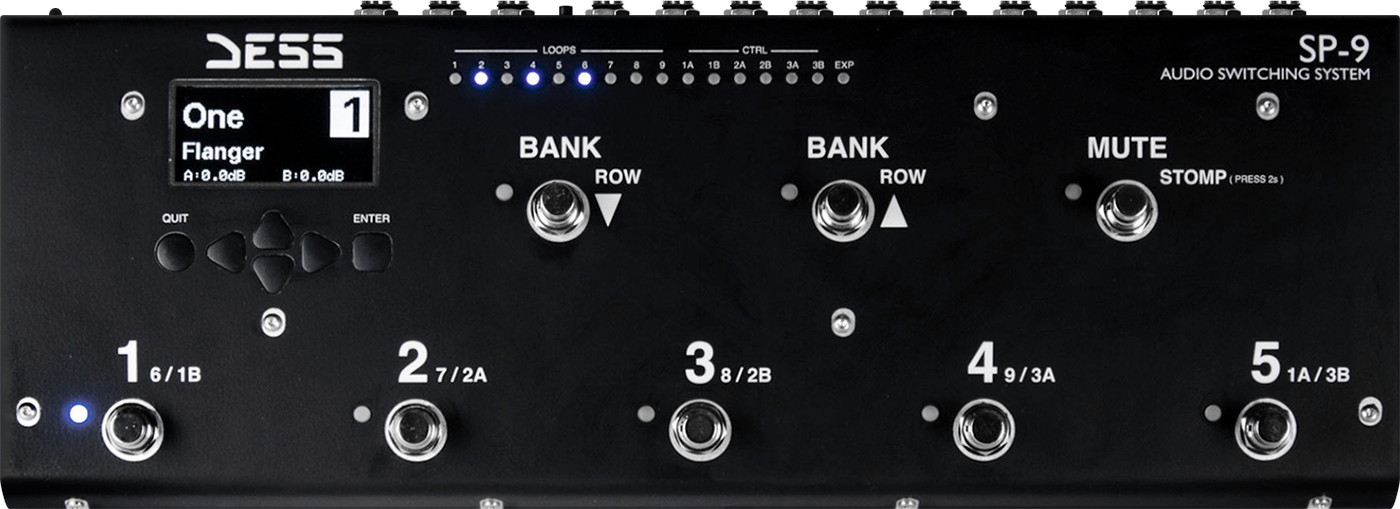 DESS
LOOPS
CTRL
1 2 3 4 5 6 7 8 9 1A 1B 2A 2B 3A 3B EXP
SP-9
AUDIO SWITCHING SYSTEM
One 1
Flanger
A:0.0dB B:0.0dB
QUIT
ENTER
BANK
ROW
BANK
ROW
MUTE
STOMP (PRESS 2s)
1 6/1B
2 7/2A
3 8/2B
4 9/3A
5 1A/3B